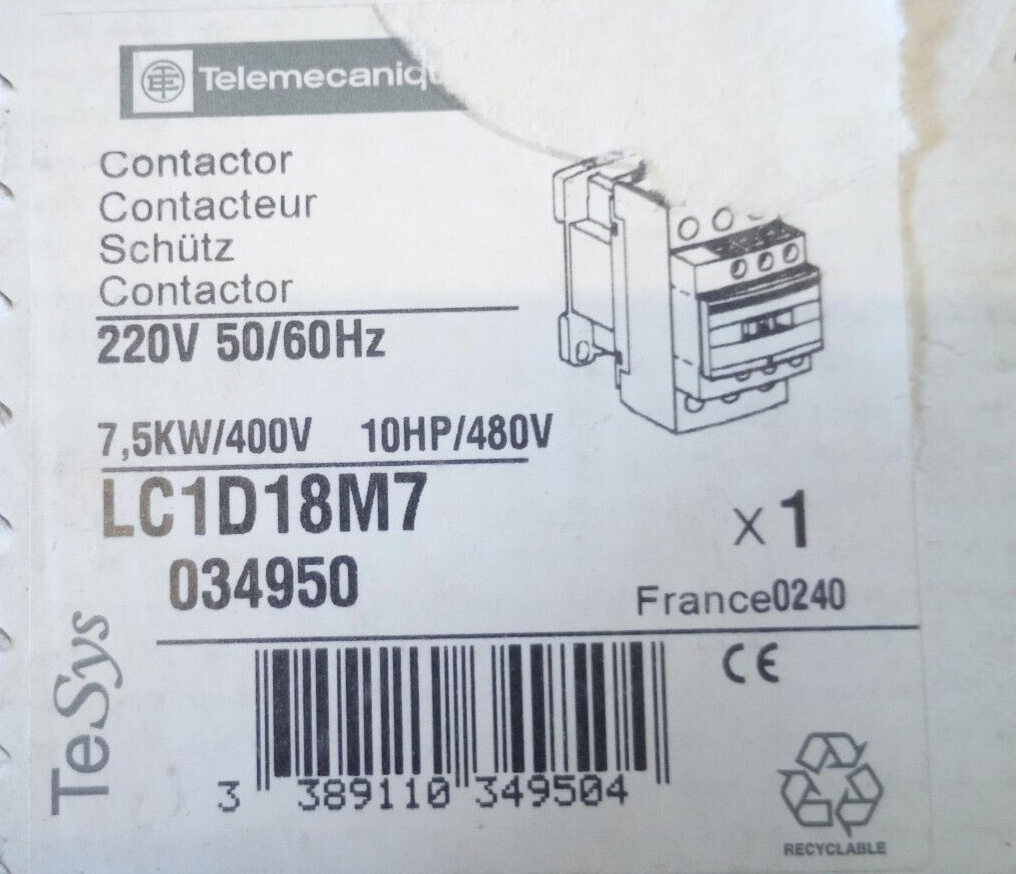 Telemecaniq
Contactor
Contacteur
Schütz
Contactor
220V 50/60Hz
7,5KW/400V 10HP/480V
LC1D18M7
x 1
034950
France0240
TeSys
CE
3 389110 349504
RECYCLABLE